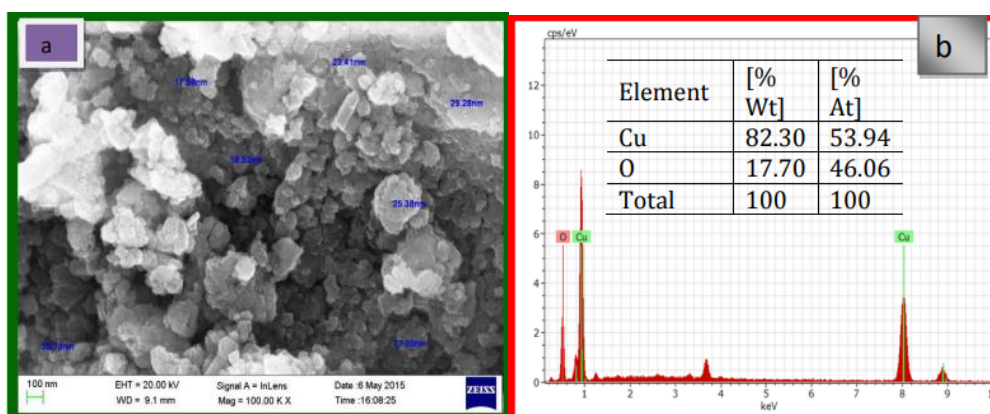 a
17.58nm
23.41nm
29.28nm
25.38nm
100 nm
EHT = 20.00 kV
Signal A = InLens
Date :6 May 2015
ZEISS
WD = 9.1 mm
Mag = 100.00 K X
Time :16:08:25
cps/eV
b
Element [% Wt] [% At]
Cu 82.30 53.94
O 17.70 46.06
Total 100 100
12
10
8
6
4
2
0
O
Cu
Cu
1 2 3 4 5 6 7 8 9
keV